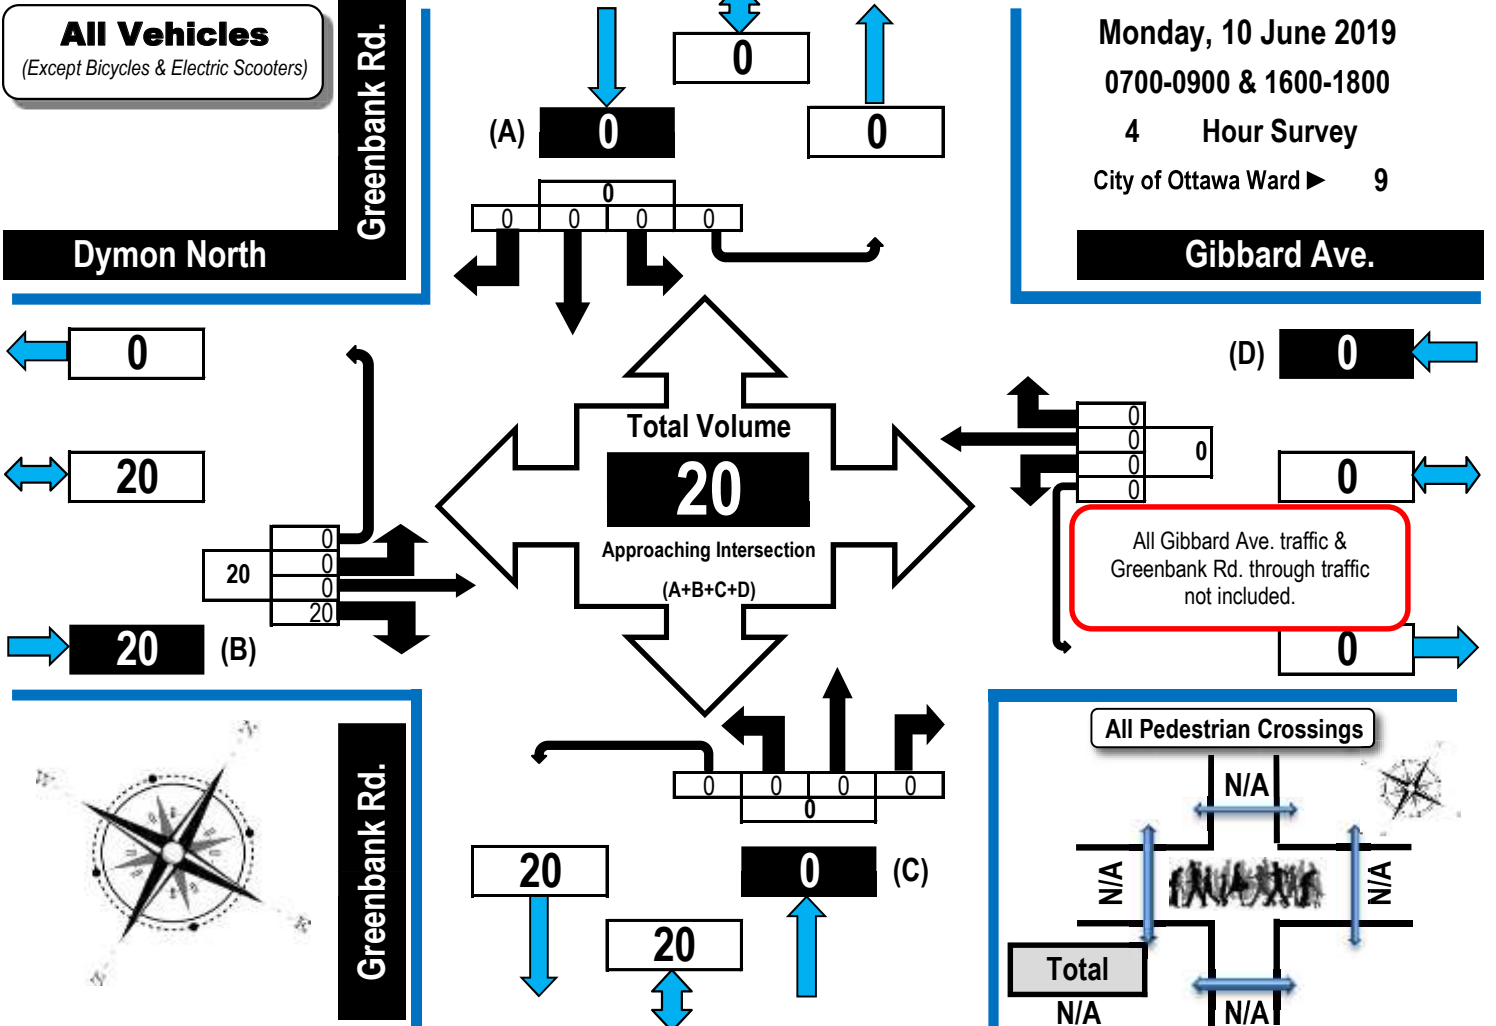 All Vehicles
(Except Bicycles & Electric Scooters)
Greenbank Rd.
Dymon North
0
(A)
0
0
0
0
0
0
0
Monday, 10 June 2019
0700-0900 & 1600-1800
4 Hour Survey
City of Ottawa Ward ► 9
Gibbard Ave.
0
20
0
0
0
20
20
20
(B)
Total Volume
20
Approaching Intersection
(A+B+C+D)
(D)
0
0
0
0
0
0
0
All Gibbard Ave. traffic &
Greenbank Rd. through traffic
not included.
0
Greenbank Rd.
0
0
0
0
0
20
0
(C)
20
All Pedestrian Crossings
N/A
N/A
N/A
Total
N/A
N/A